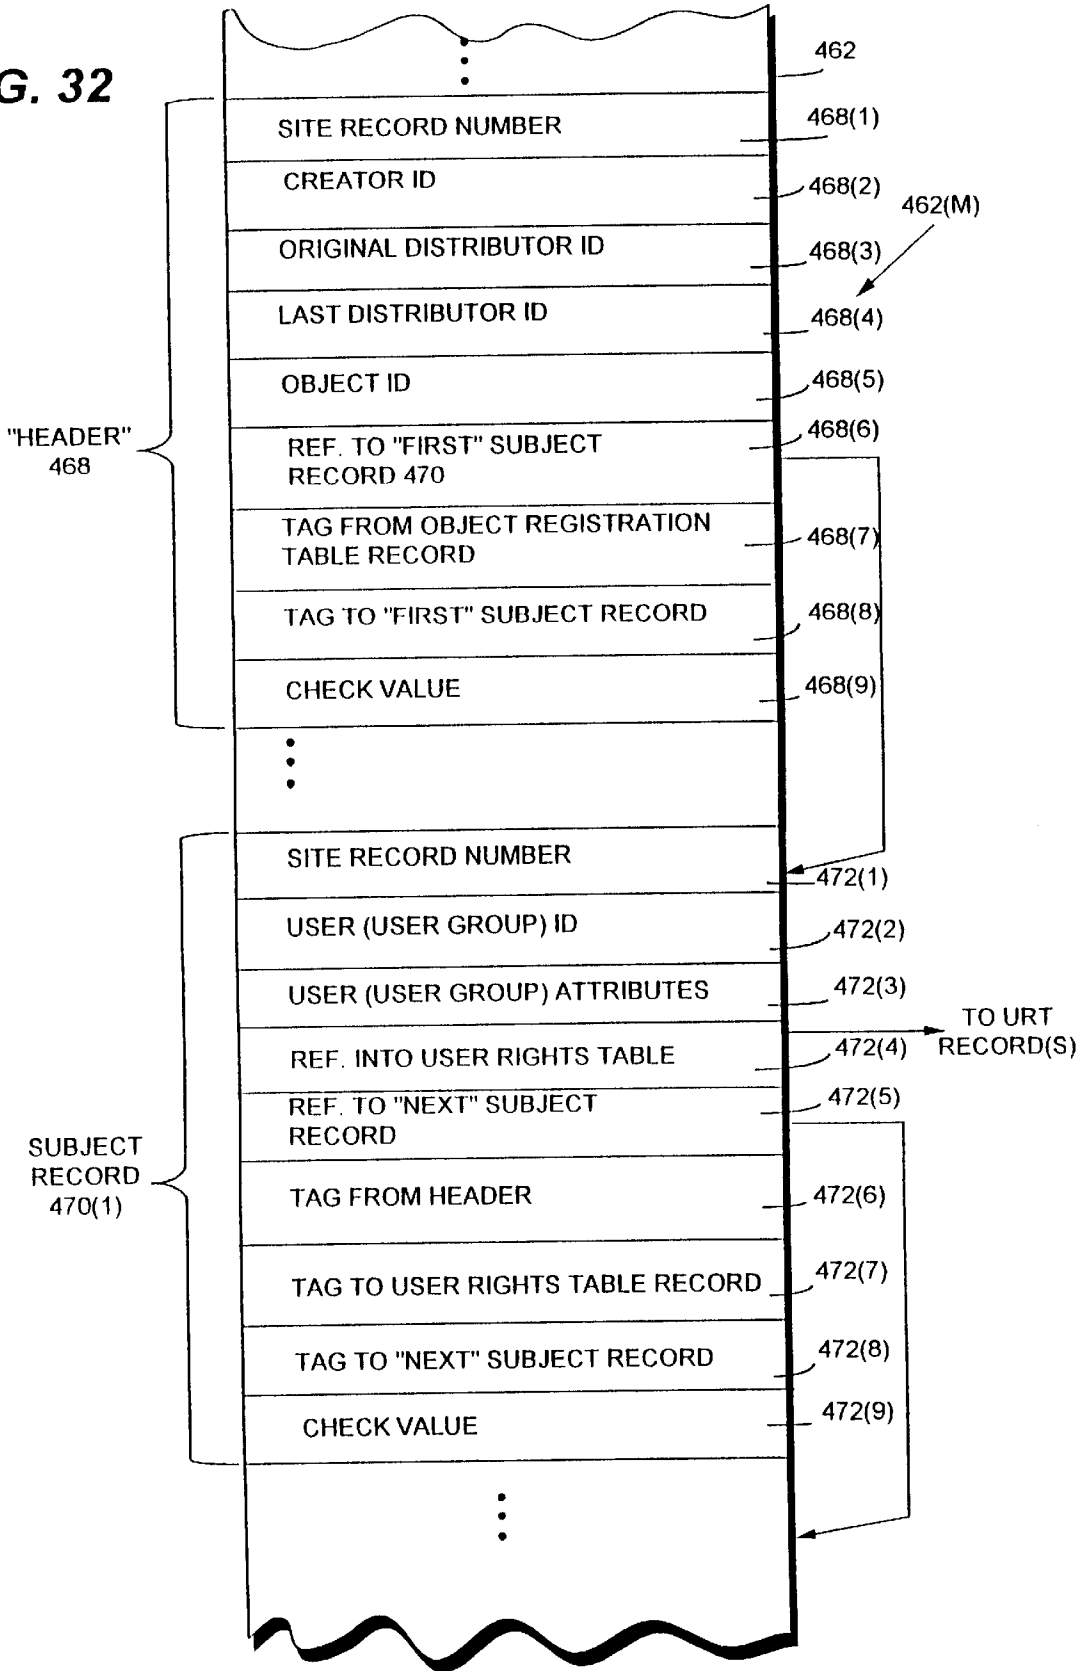 G. 32
462
SITE RECORD NUMBER
468(1)
CREATOR ID
468(2)
462(M)
ORIGINAL DISTRIBUTOR ID
468(3)
LAST DISTRIBUTOR ID
468(4)
OBJECT ID
468(5)
"HEADER"
468
REF. TO "FIRST" SUBJECT
RECORD 470
468(6)
TAG FROM OBJECT REGISTRATION
TABLE RECORD
468(7)
TAG TO "FIRST" SUBJECT RECORD
468(8)
CHECK VALUE
468(9)
SITE RECORD NUMBER
472(1)
USER (USER GROUP) ID
472(2)
USER (USER GROUP) ATTRIBUTES
472(3)
TO URT
RECORD(S)
REF. INTO USER RIGHTS TABLE
472(4)
REF. TO "NEXT" SUBJECT
RECORD
472(5)
SUBJECT
RECORD
470(1)
TAG FROM HEADER
472(6)
TAG TO USER RIGHTS TABLE RECORD
472(7)
TAG TO "NEXT" SUBJECT RECORD
472(8)
CHECK VALUE
472(9)